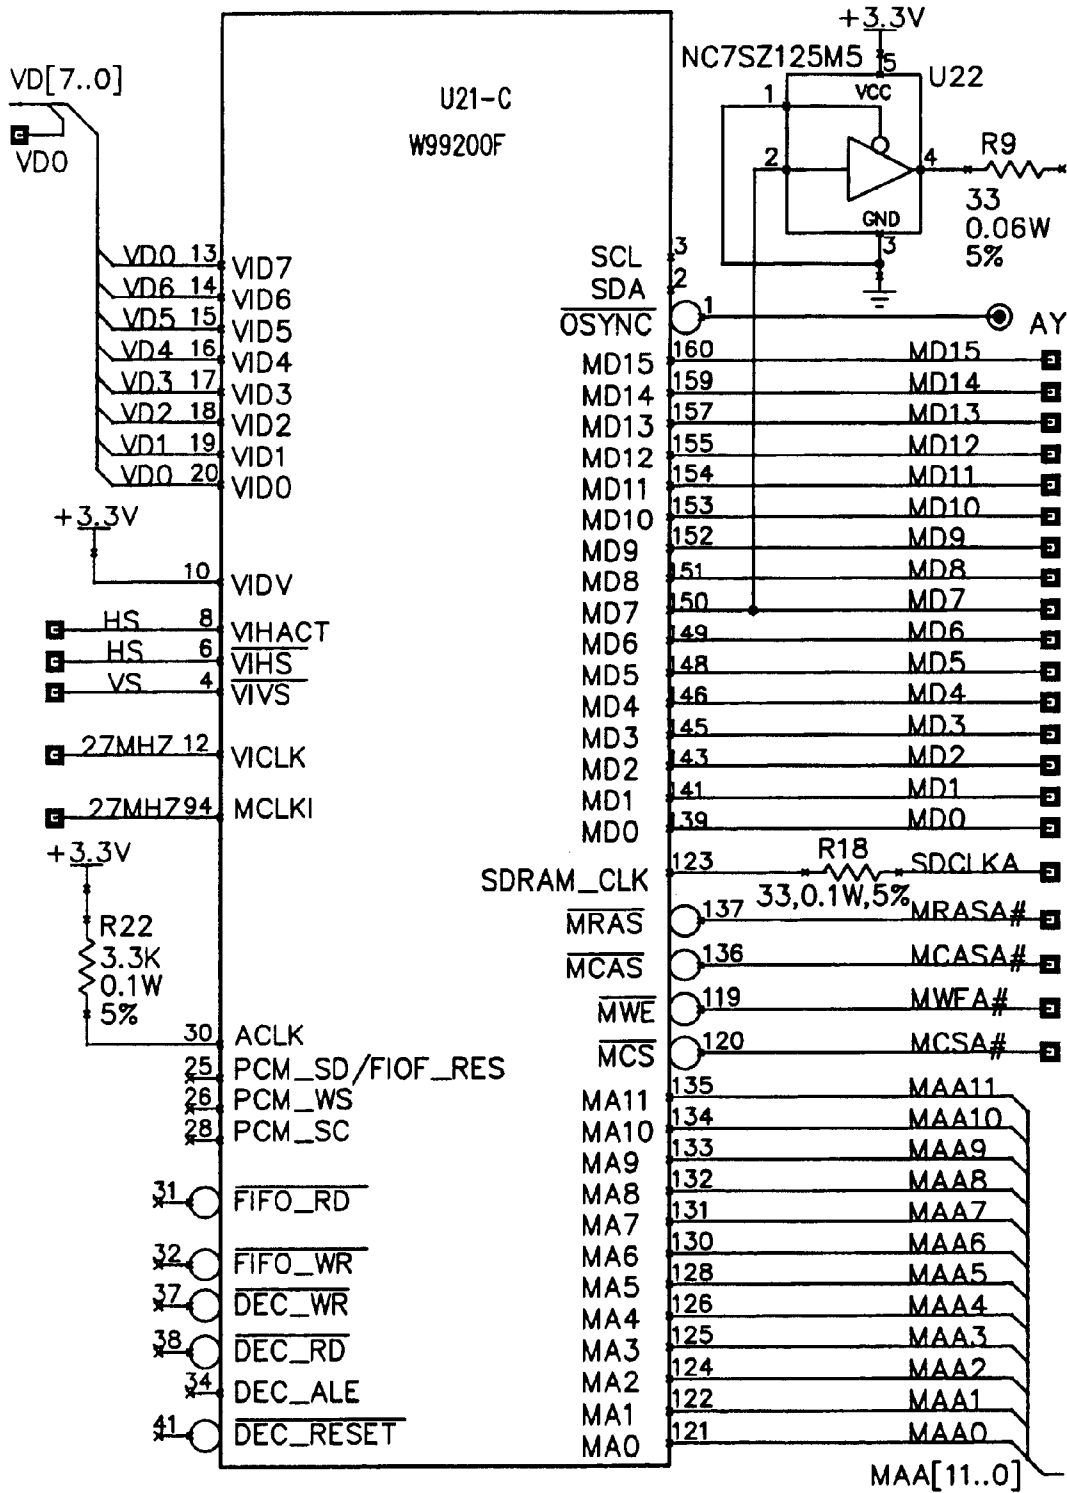 +3.3V
NC7SZ125M5
5
U22
VCC
1
2
4
R9
33
0.06W
5%
GND
3
VD[7..0]
VD0
U21-C
W99200F
VD0 13 VID7
VD6 14 VID6
VD5 15 VID5
VD4 16 VID4
VD3 17 VID3
VD2 18 VID2
VD1 19 VID1
VD0 20 VID0
+3.3V
10 VIDV
HS 8 VIHACT
HS 6 VIHS
VS 4 VIVS
27MHZ 12 VICLK
27MHZ 94 MCLKI
+3.3V
R22
3.3K
0.1W
5%
30 ACLK
25 PCM_SD/FIOF_RES
26 PCM_WS
28 PCM_SC
31 FIFO_RD
32 FIFO_WR
37 DEC_WR
38 DEC_RD
34 DEC_ALE
41 DEC_RESET
SCL 3
SDA 2
OSYNC 1 AY
MD15 160 MD15
MD14 159 MD14
MD13 157 MD13
MD12 155 MD12
MD11 154 MD11
MD10 153 MD10
MD9 152 MD9
MD8 151 MD8
MD7 150 MD7
MD6 149 MD6
MD5 148 MD5
MD4 146 MD4
MD3 145 MD3
MD2 143 MD2
MD1 141 MD1
MD0 139 MD0
R18
SDRAM_CLK 123 SDCLKA
33,0.1W,5%
MRAS 137 MRASA#
MCAS 136 MCASA#
MWE 119 MWEA#
MCS 120 MCSA#
MA11 135 MAA11
MA10 134 MAA10
MA9 133 MAA9
MA8 132 MAA8
MA7 131 MAA7
MA6 130 MAA6
MA5 128 MAA5
MA4 126 MAA4
MA3 125 MAA3
MA2 124 MAA2
MA1 122 MAA1
MA0 121 MAA0
MAA[11..0]